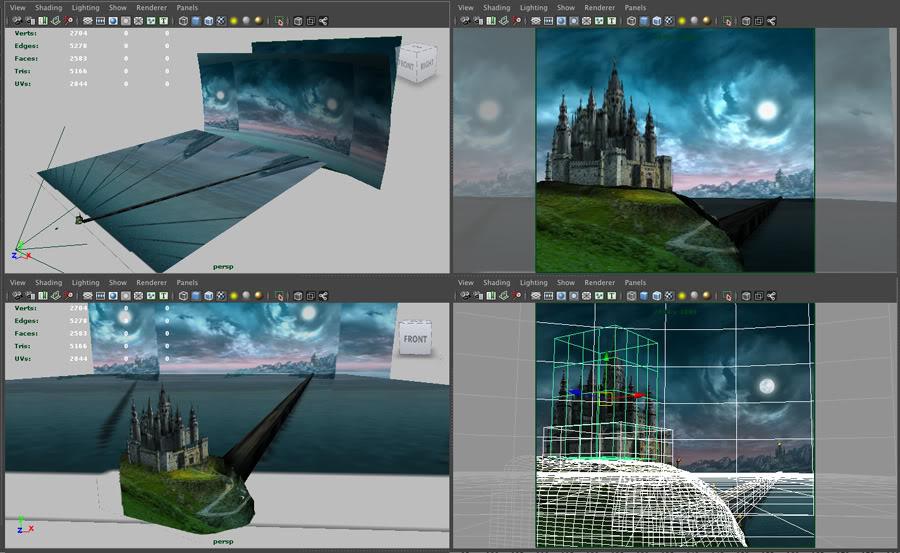 View Shading Lighting Show Renderer Panels
Verts: 2704 0 0
Edges: 5278 0 0
Faces: 2583 0 0
Tris: 5166 0 0
UVs: 2844 0 0
FRONT RIGHT
persp
View Shading Lighting Show Renderer Panels
View Shading Lighting Show Renderer Panels
Verts: 2704 0 0
Edges: 5278 0 0
Faces: 2583 0 0
Tris: 5166 0 0
UVs: 2844 0 0
FRONT
Z X
persp
View Shading Lighting Show Renderer Panels